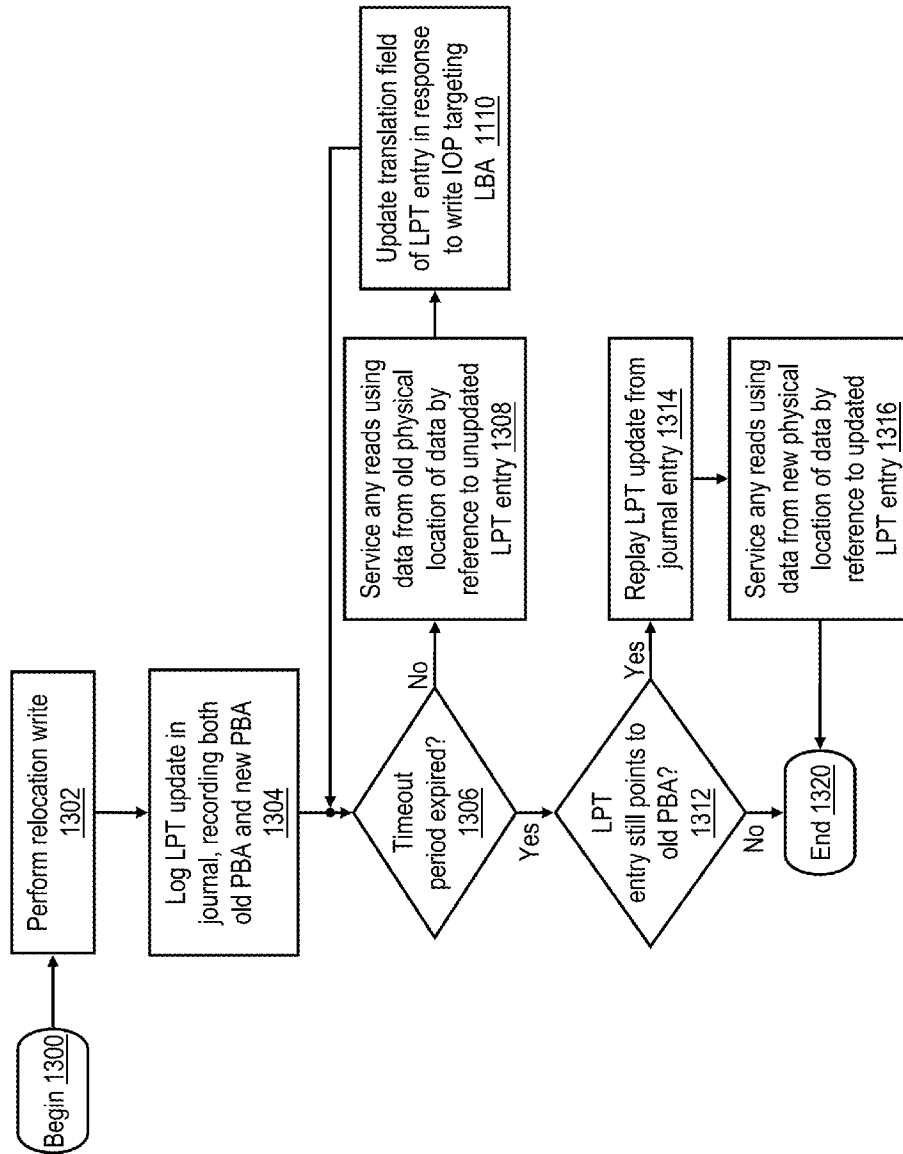 Begin 1300
Perform relocation write
1302
Log LPT update in
journal, recording both
old PBA and new PBA
1304
Timeout
period expired?
1306
No
Yes
Service any reads using
data from old physical
location of data by
reference to unupdated
LPT entry 1308
Update translation field
of LPT entry in response
to write IOP targeting
LBA 1110
LPT
entry still points to
old PBA?
1312
Yes
No
Replay LPT update from
journal entry 1314
Service any reads using
data from new physical
location of data by
reference to updated
LPT entry 1316
End 1320